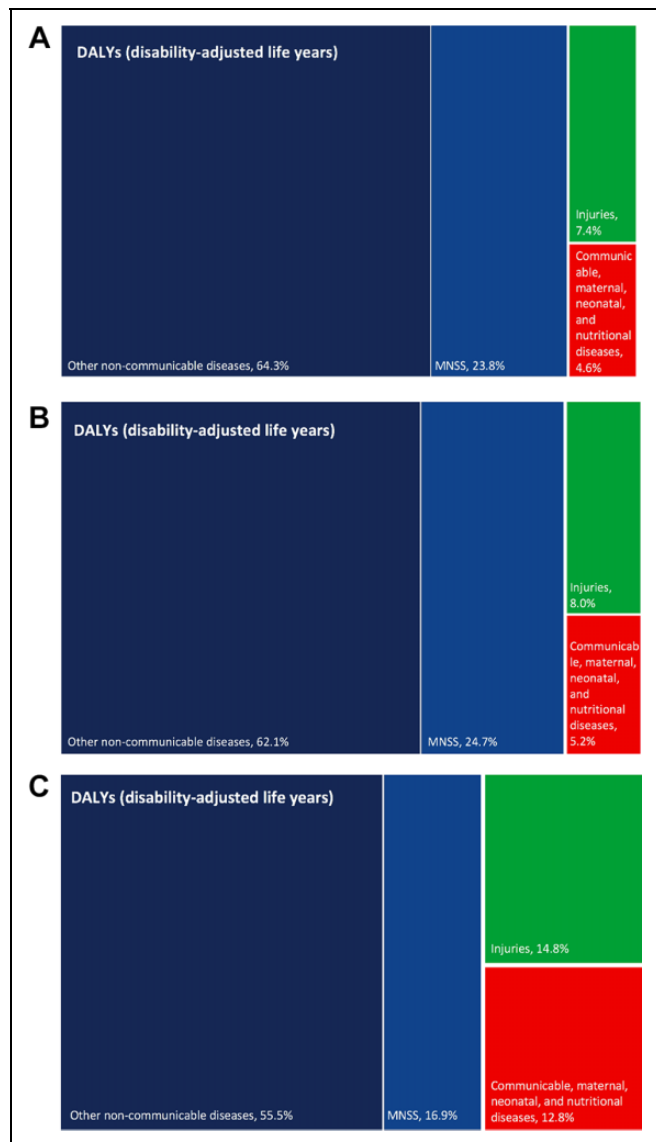 A
DALYs (disability-adjusted life years)
Other non-communicable diseases, 64.3%
MNSS, 23.8%
Injuries,
7.4%
Communic
able,
maternal,
neonatal,
and
nutritional
diseases,
4.6%
B
DALYs (disability-adjusted life years)
Other non-communicable diseases, 62.1%
MNSS, 24.7%
Injuries,
8.0%
Communicab
le, maternal,
neonatal,
and
nutritional
diseases,
5.2%
C
DALYs (disability-adjusted life years)
Other non-communicable diseases, 55.5%
MNSS, 16.9%
Injuries, 14.8%
Communicable, maternal,
neonatal, and nutritional
diseases, 12.8%